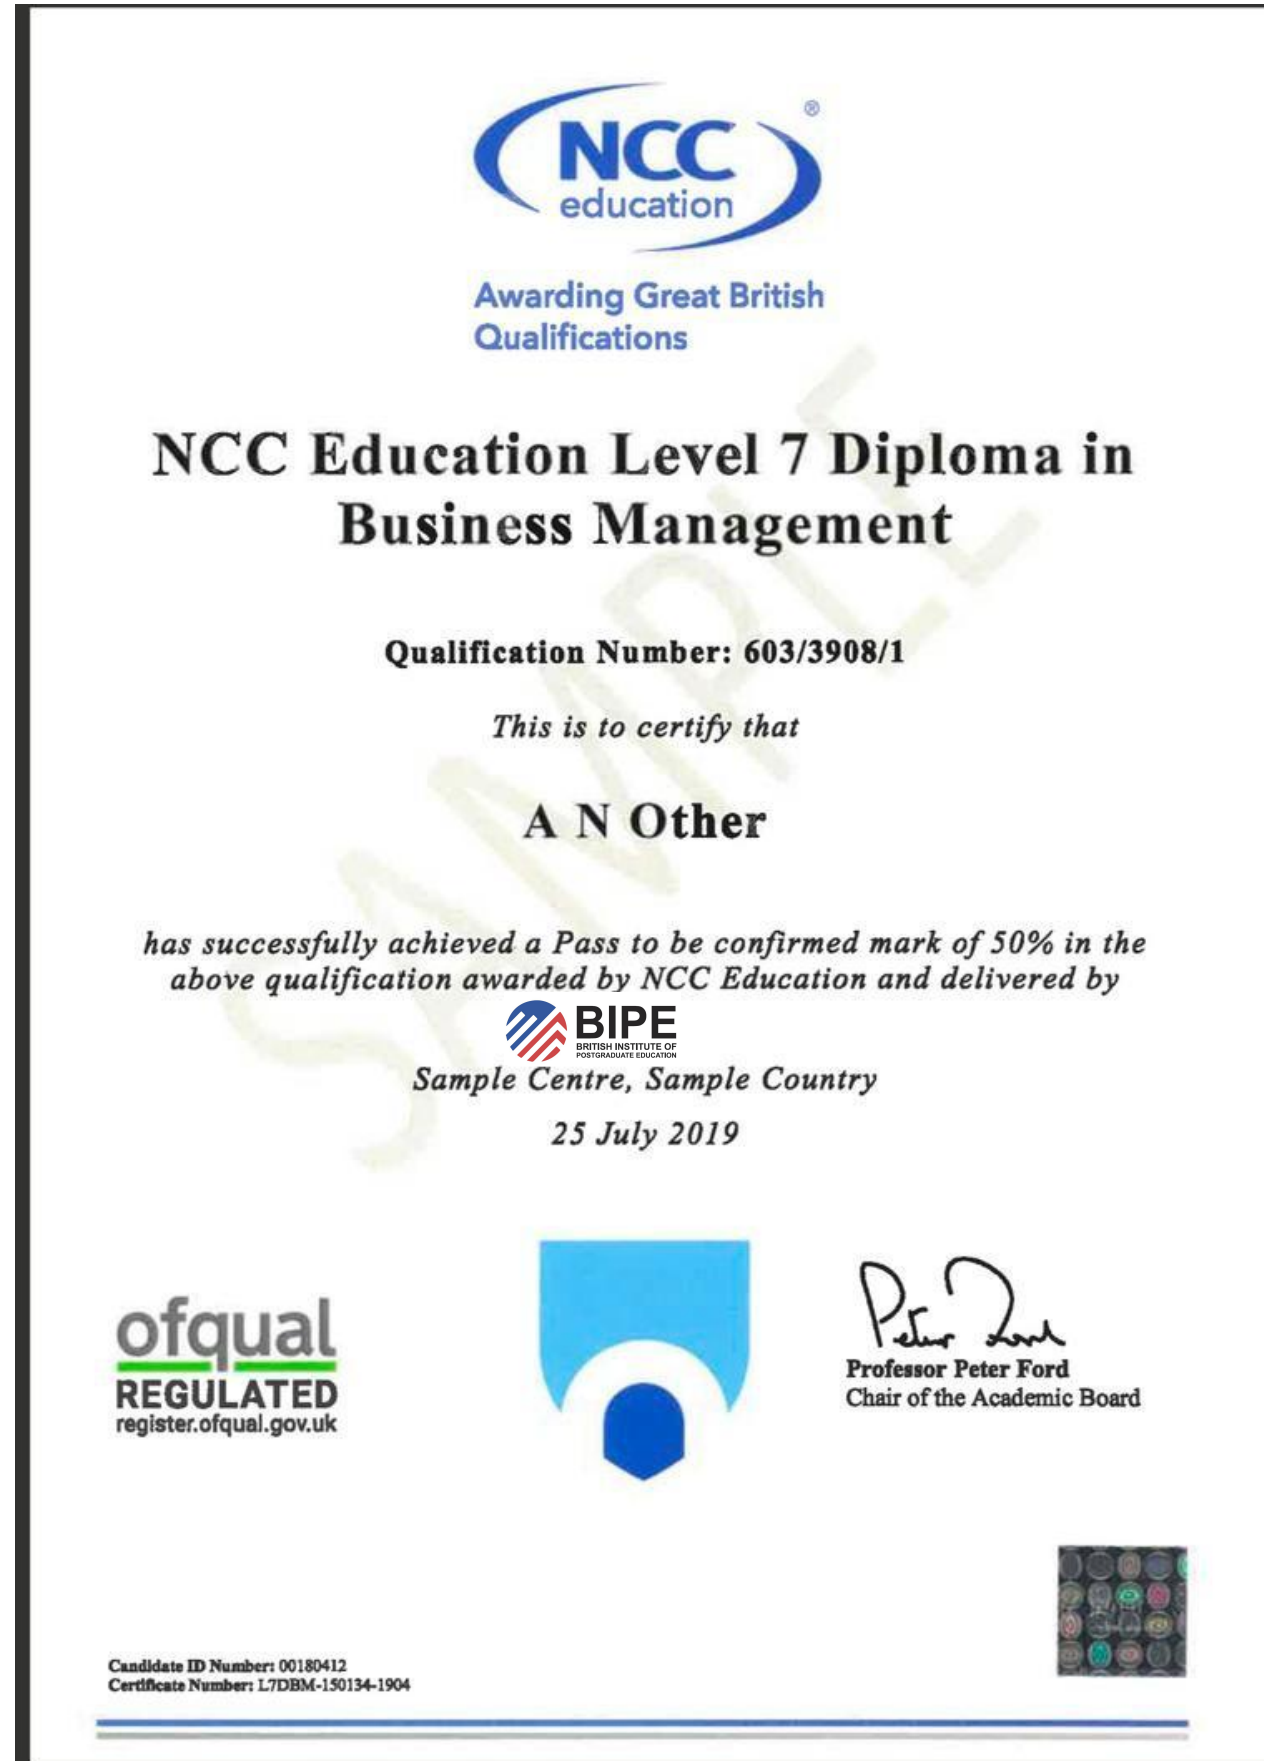 NCC
education
®
Awarding Great British
Qualifications
SAMPLE
NCC Education Level 7 Diploma in
Business Management
Qualification Number: 603/3908/1
This is to certify that
A N Other
has successfully achieved a Pass to be confirmed mark of 50% in the
above qualification awarded by NCC Education and delivered by
BIPE
BRITISH INSTITUTE OF
POSTGRADUATE EDUCATION
Sample Centre, Sample Country
25 July 2019
ofqual
REGULATED
register.ofqual.gov.uk
Peter Ford
Professor Peter Ford
Chair of the Academic Board
Candidate ID Number: 00180412
Certificate Number: L7DBM-150134-1904